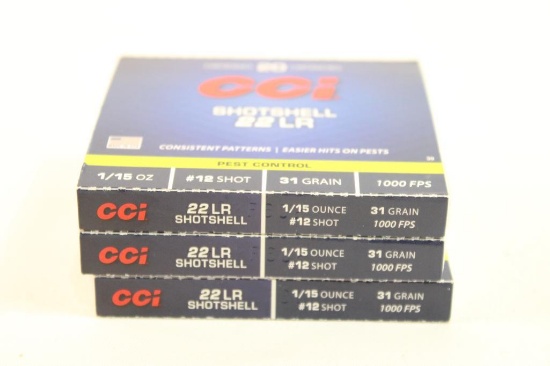 20
CCI
SHOTSHELL
22 LR
CONSISTENT PATTERNS | EASIER HITS ON PESTS
PEST CONTROL
1/15 OZ #12 SHOT 31 GRAIN 1000 FPS
CCI 22 LR SHOTSHELL 1/15 OUNCE #12 SHOT 31 GRAIN 1000 FPS
CCI 22 LR SHOTSHELL 1/15 OUNCE #12 SHOT 31 GRAIN 1000 FPS
CCI 22 LR SHOTSHELL 1/15 OUNCE #12 SHOT 31 GRAIN 1000 FPS